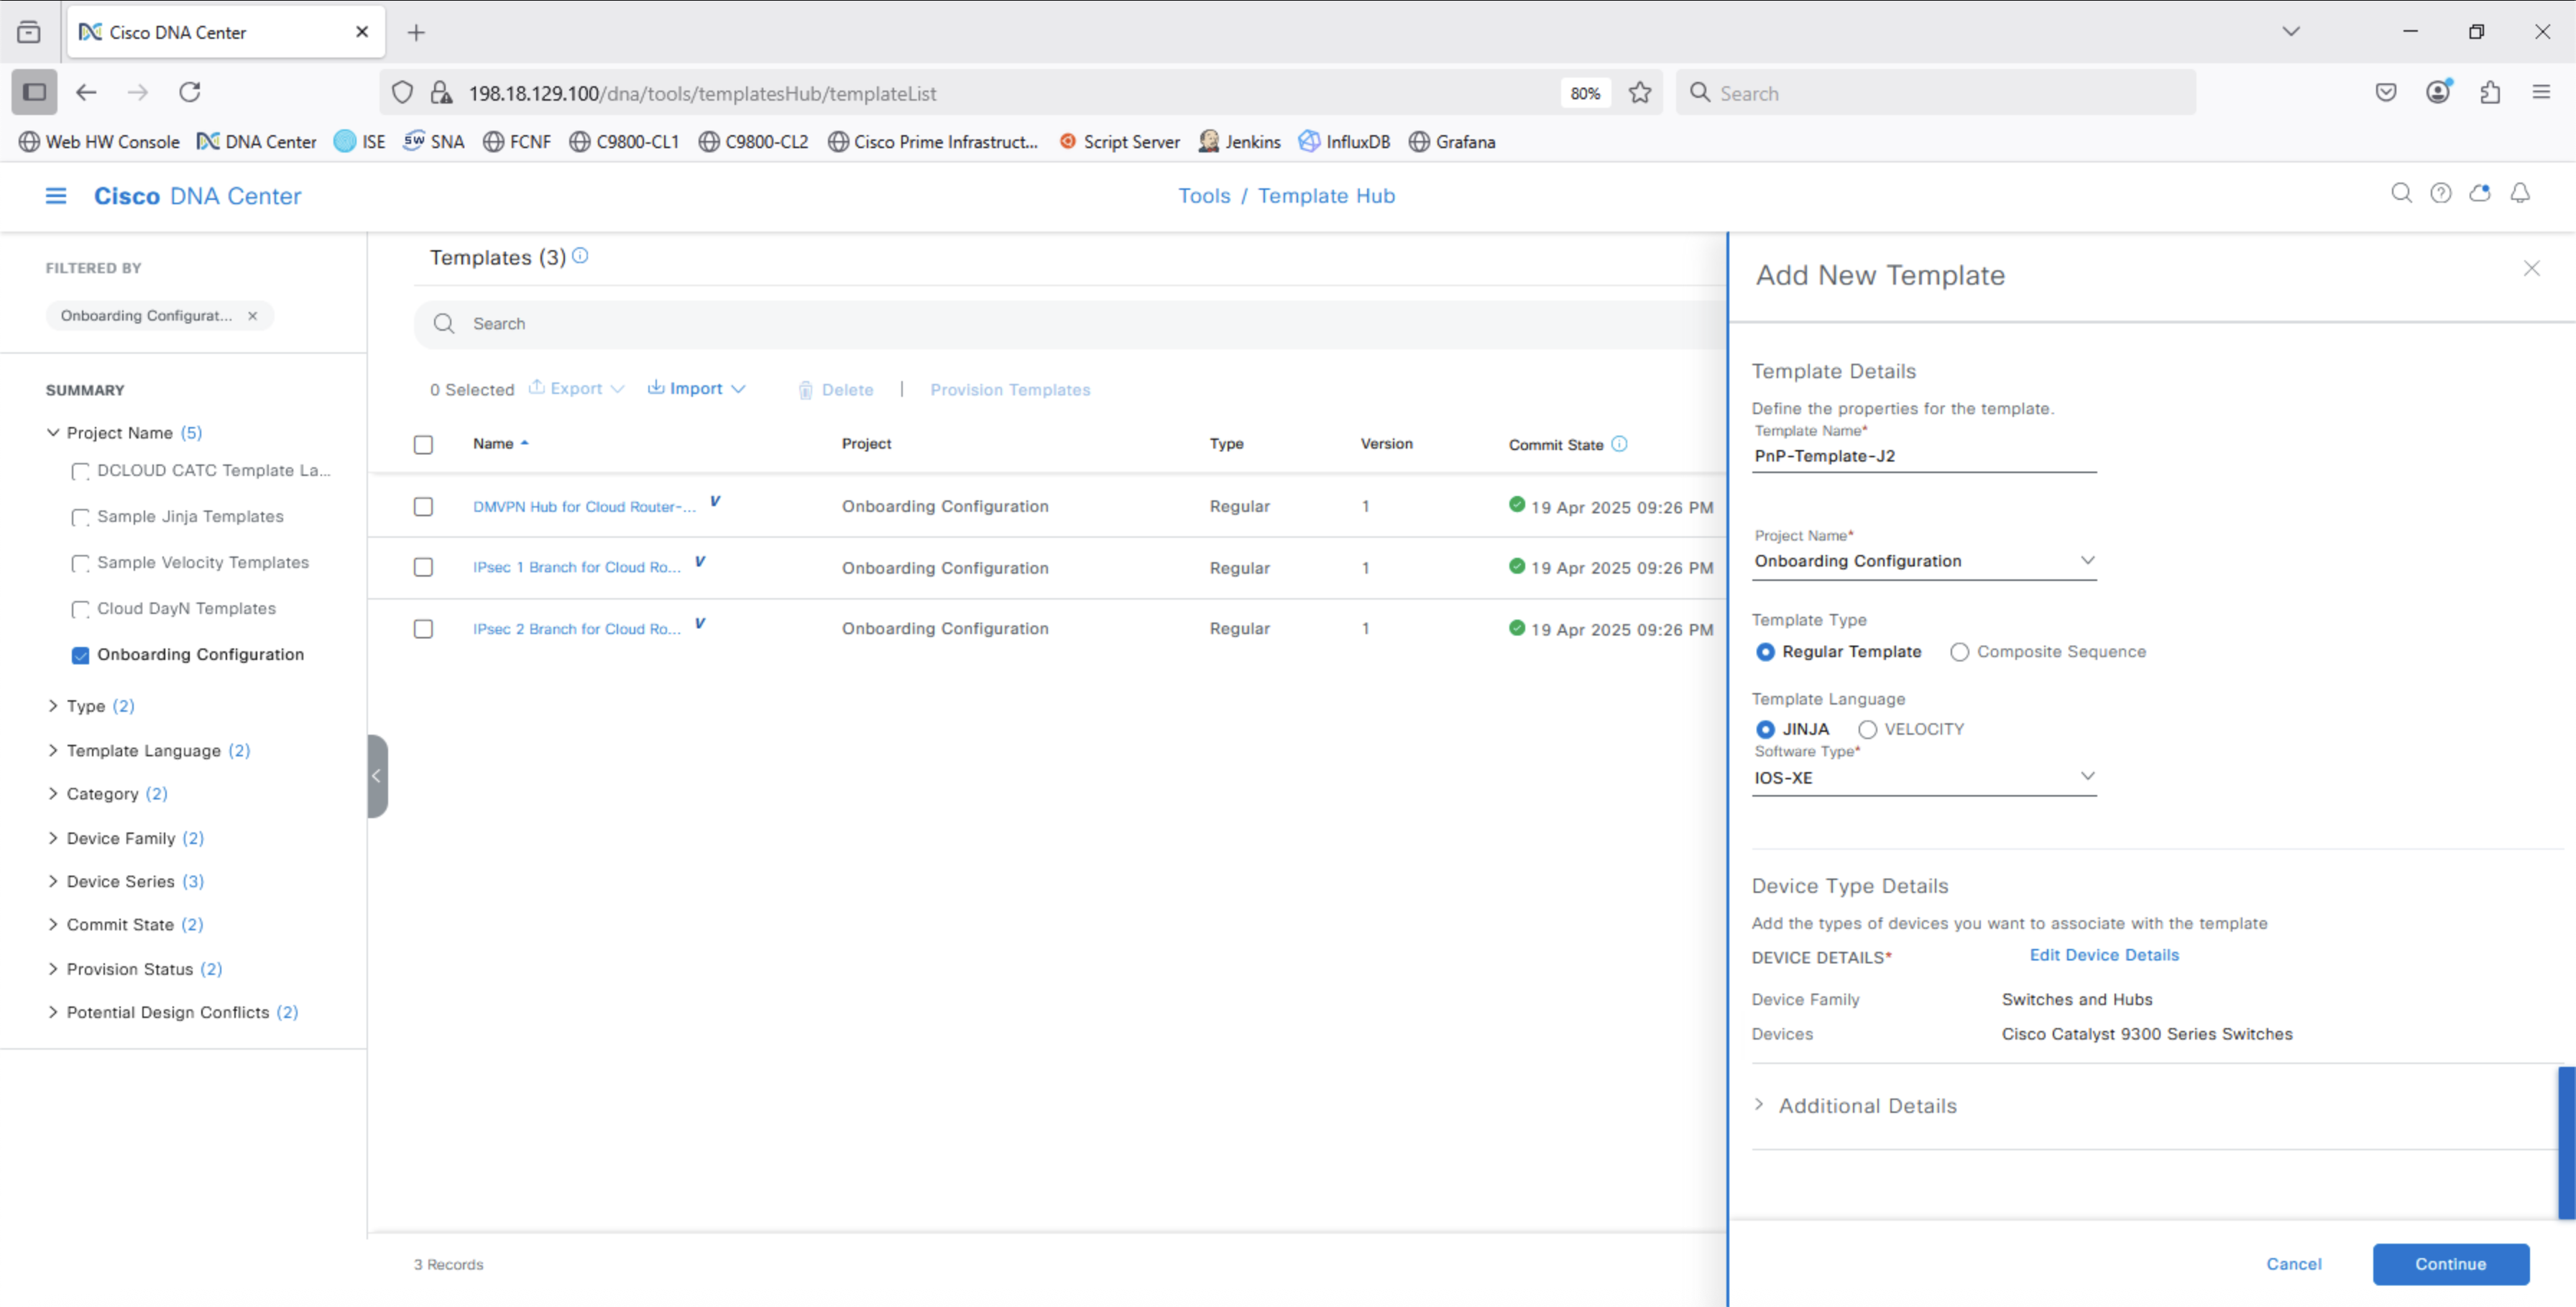 Cisco DNA Center
198.18.129.100/dna/tools/templatesHub/templateList
80%
Search
Web HW Console
DNA Center
ISE
SNA
FCNF
C9800-CL1
C9800-CL2
Cisco Prime Infrastruct...
Script Server
Jenkins
InfluxDB
Grafana
Cisco DNA Center
Tools / Template Hub
FILTERED BY
Onboarding Configurat...
SUMMARY
Project Name (5)
DCLOUD CATC Template La...
Sample Jinja Templates
Sample Velocity Templates
Cloud DayN Templates
Onboarding Configuration
Type (2)
Template Language (2)
Category (2)
Device Family (2)
Device Series (3)
Commit State (2)
Provision Status (2)
Potential Design Conflicts (2)
Templates (3)
Search
0 Selected Export Import Delete | Provision Templates
Name Project Type Version Commit State
DMVPN Hub for Cloud Router-... V Onboarding Configuration Regular 1 19 Apr 2025 09:26 PM
IPsec 1 Branch for Cloud Ro... V Onboarding Configuration Regular 1 19 Apr 2025 09:26 PM
IPsec 2 Branch for Cloud Ro... V Onboarding Configuration Regular 1 19 Apr 2025 09:26 PM
3 Records
Add New Template
Template Details
Define the properties for the template.
Template Name*
PnP-Template-J2
Project Name*
Onboarding Configuration
Template Type
Regular Template Composite Sequence
Template Language
JINJA VELOCITY
Software Type*
IOS-XE
Device Type Details
Add the types of devices you want to associate with the template
DEVICE DETAILS* Edit Device Details
Device Family Switches and Hubs
Devices Cisco Catalyst 9300 Series Switches
Additional Details
Cancel Continue